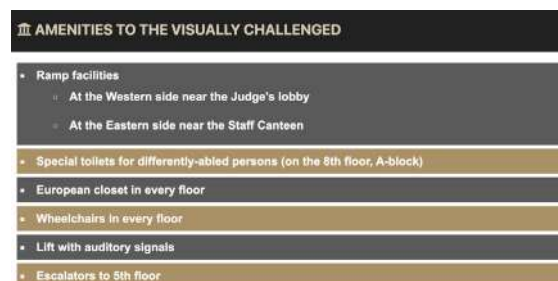 AMENITIES TO THE VISUALLY CHALLENGED
Ramp facilities
At the Western side near the Judge's lobby
At the Eastern side near the Staff Canteen
Special toilets for differently-abled persons (on the 8th floor, A-block)
European closet in every floor
Wheelchairs in every floor
Lift with auditory signals
Escalators to 5th floor